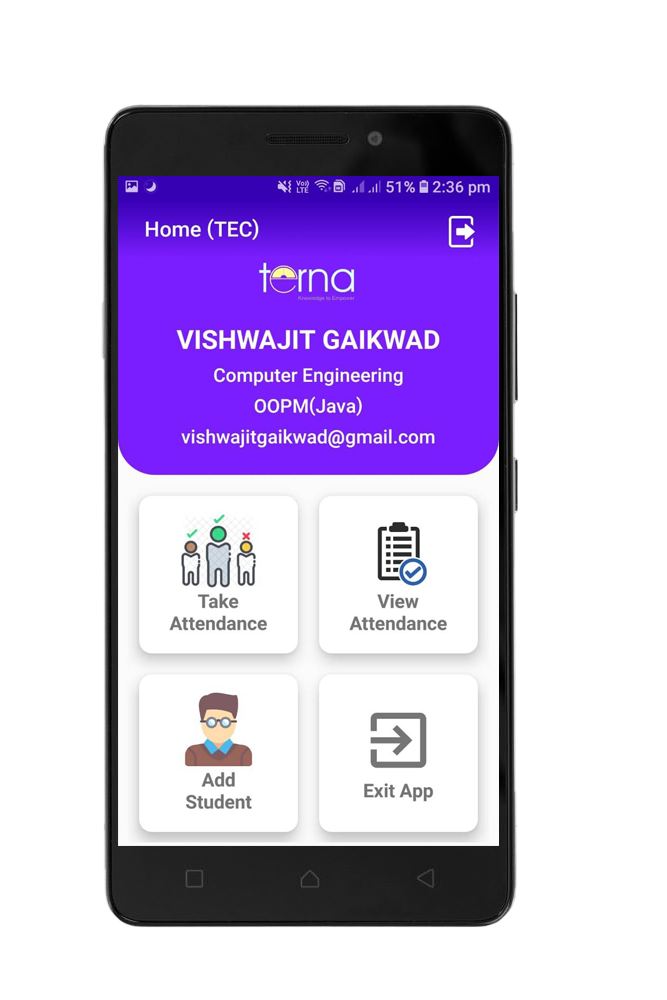 Vo)) LTE 51% 2:36 pm
Home (TEC)
terna
Knowledge to Empower
VISHWAJIT GAIKWAD
Computer Engineering
OOPM(Java)
vishwajitgaikwad@gmail.com
Take
Attendance
View
Attendance
Add
Student
Exit App